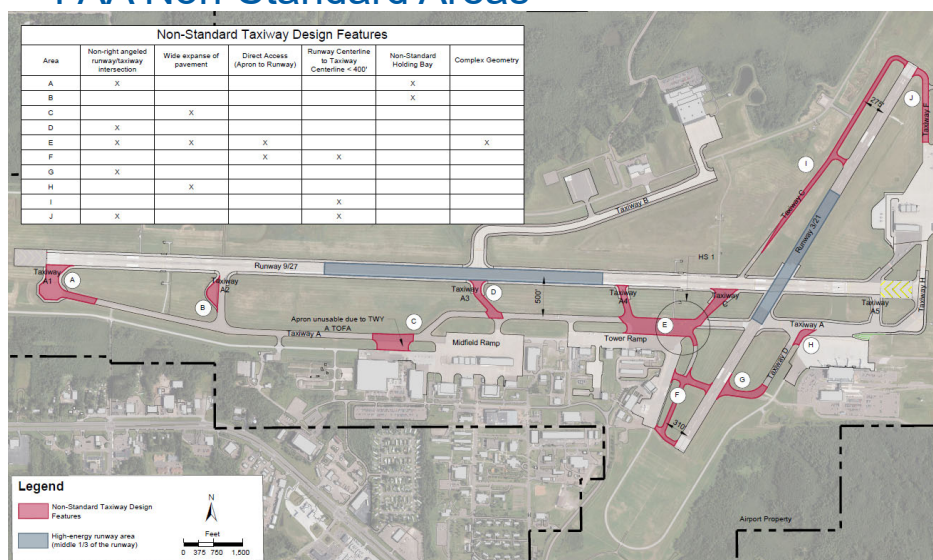 FAA Non-Standard Areas
Non-Standard Taxiway Design Features
Area
Non-right angeled
runway/taxiway
intersection
Wide expanse of
pavement
Direct Access
(Apron to Runway)
Runway Centerline
to Taxiway
Centerline < 400'
Non-Standard
Holding Bay
Complex Geometry
A X X
B X
C X
D X
E X X X X
F X X
G X
H X
I X
J X X
J
275'
Taxiway F
I
Taxiway C
Runway 3/21
Taxiway B
HS 1
Runway 9/27
Taxiway
A1
A
Taxiway
A2
B
Taxiway
A3
D
500'
Taxiway
A4
Taxiway
C
Taxiway
A5
Taxiway H
Apron unusable due to TWY
A TOFA
C
Taxiway A
E
Taxiway A
Midfield Ramp
Tower Ramp
H
Taxiway D
G
F
310'
Legend
Non-Standard Taxiway Design
Features
High-energy runway area
(middle 1/3 of the runway)
N
Feet
0 375 750 1,500
Airport Property